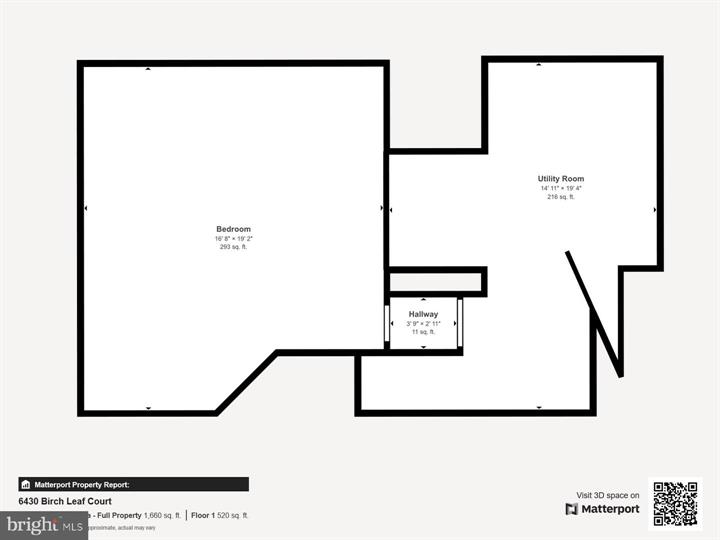 Utility Room
14' 11" × 19' 4"
216 sq. ft.
Bedroom
16' 8" × 19' 2"
293 sq. ft.
Hallway
3' 9" × 2' 11"
11 sq. ft.
Matterport Property Report:
6430 Birch Leaf Court
- Full Property 1,660 sq. ft. | Floor 1 520 sq. ft.
approximate, actual may vary
Visit 3D space on
Matterport
bright MLS